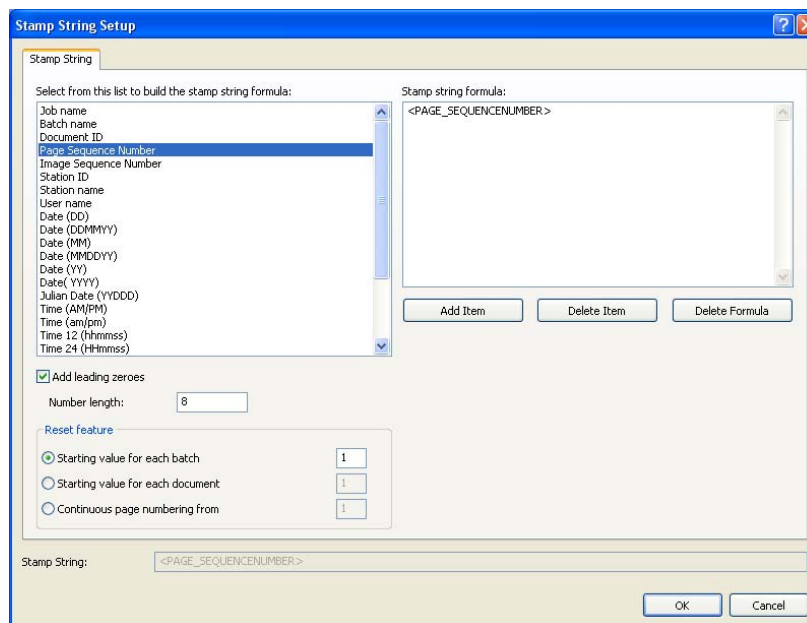 Stamp String Setup
Stamp String
Select from this list to build the stamp string formula:
Job name
Batch name
Document ID
Page Sequence Number
Image Sequence Number
Station ID
Station name
User name
Date (DD)
Date (DDMMYY)
Date (MM)
Date (MMDDYY)
Date (YY)
Date( YYYY)
Julian Date (YYDDD)
Time (AM/PM)
Time (am/pm)
Time 12 (hhmmss)
Time 24 (HHmmss)
Stamp string formula:
<PAGE_SEQUENCENUMBER>
Add Item Delete Item Delete Formula
Add leading zeroes
Number length: 8
Reset feature
Starting value for each batch 1
Starting value for each document 1
Continuous page numbering from 1
Stamp String: <PAGE_SEQUENCENUMBER>
OK Cancel